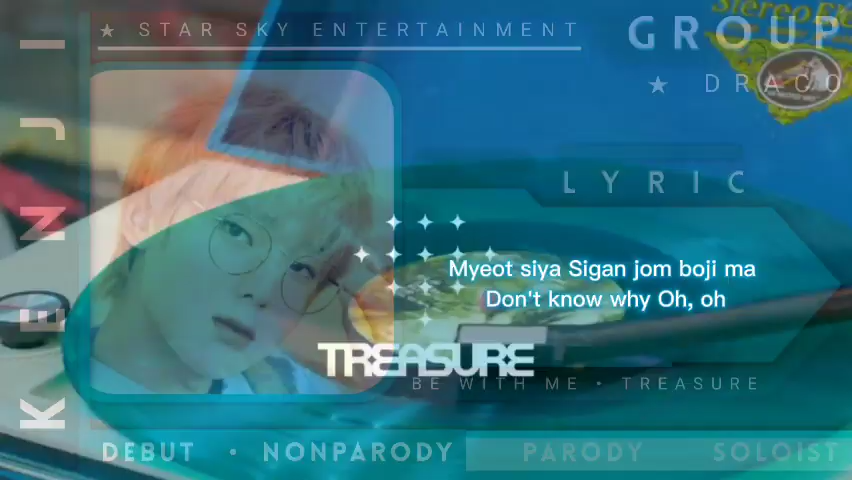 ★ STAR SKY ENTERTAINMENT
GROUP
★ DRACO
KENJI
LYRIC
Myeot siya Sigan jom boji ma
Don't know why Oh, oh
TREASURE
BE WITH ME • TREASURE
DEBUT • NONPARODY PARODY SOLOIST